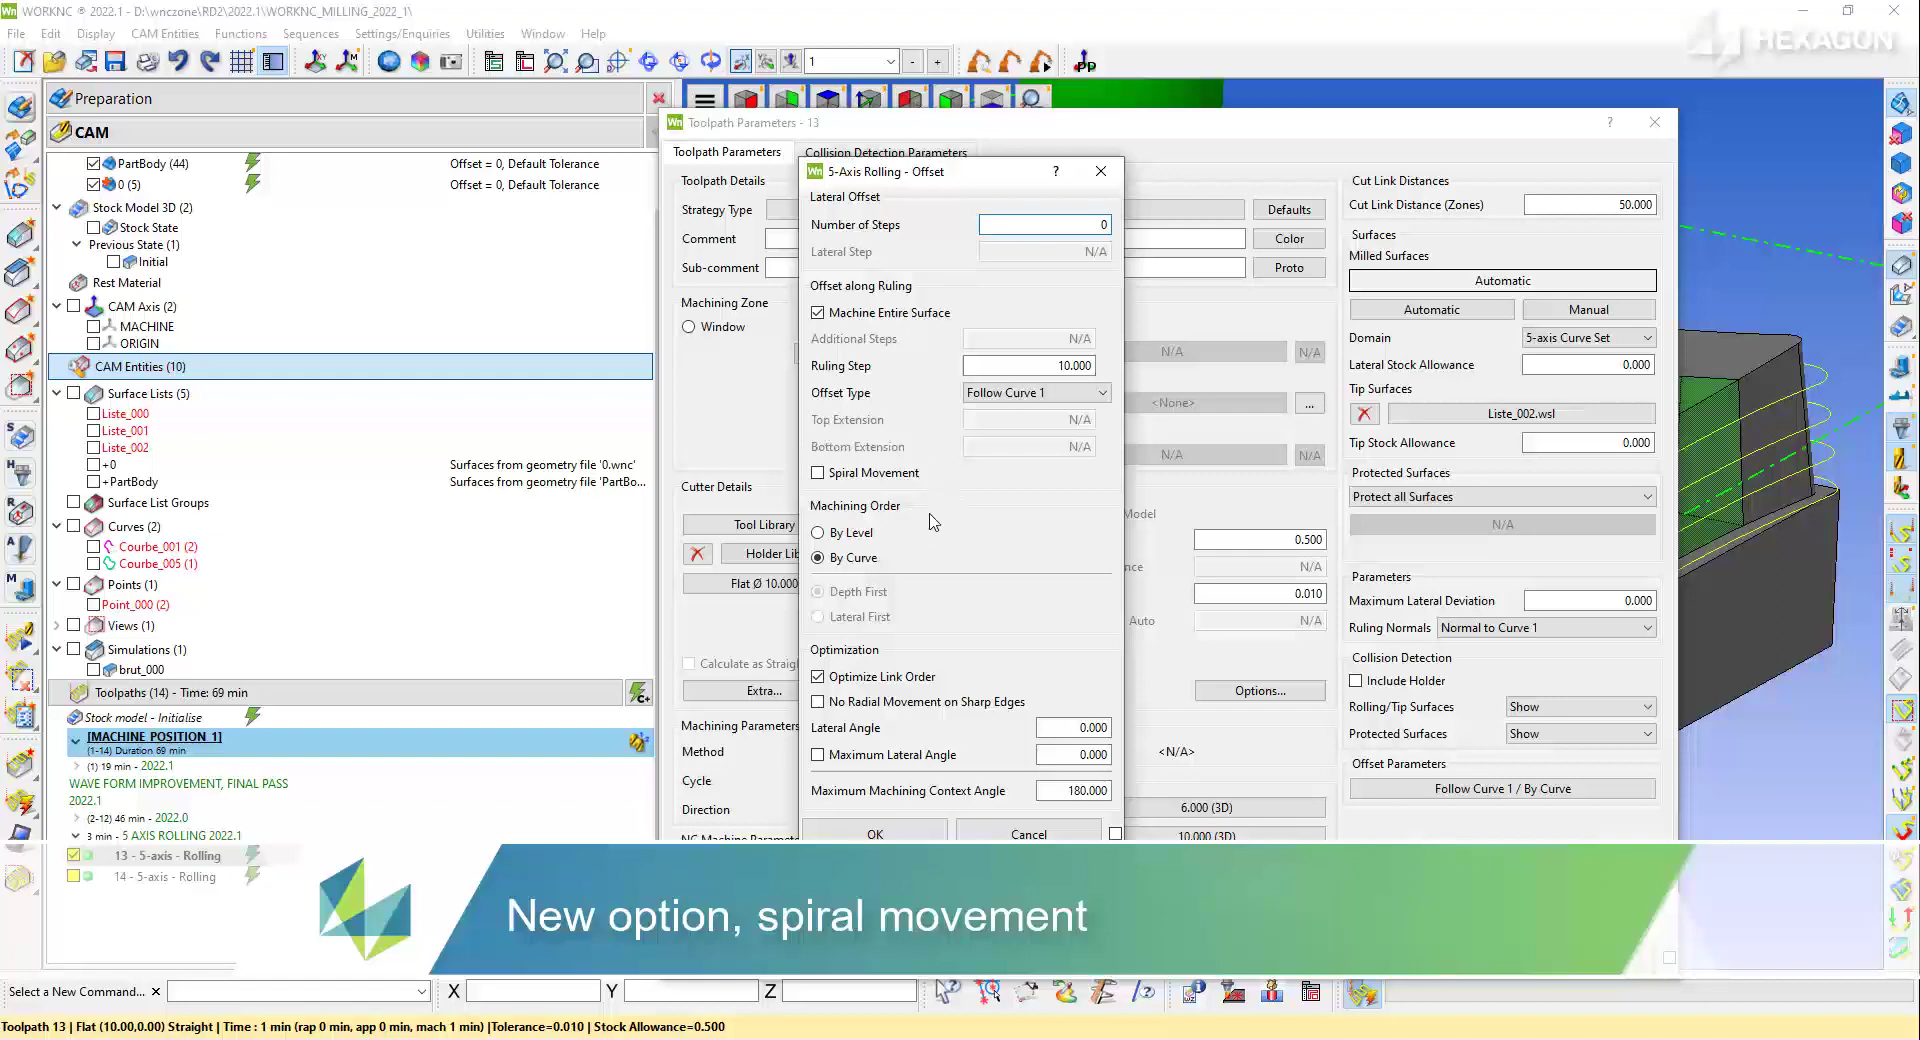 WORKNC ® 2022.1 - D:\wnczone\RD2\2022.1\WORKNC_MILLING_2022_1\
File Edit Display CAM Entities Functions Sequences Settings/Enquiries Utilities Window Help
HEXAGON
1
- +
PP
Preparation
CAM
PartBody (44) Offset = 0, Default Tolerance
0 (5) Offset = 0, Default Tolerance
Stock Model 3D (2)
Stock State
Previous State (1)
Initial
Rest Material
CAM Axis (2)
MACHINE
ORIGIN
CAM Entities (10)
Surface Lists (5)
Liste_000
Liste_001
Liste_002
+0 Surfaces from geometry file '0.wnc'
+PartBody Surfaces from geometry file 'PartBo...
Surface List Groups
Curves (2)
Courbe_001 (2)
Courbe_005 (1)
Points (1)
Point_000 (2)
Views (1)
Simulations (1)
brut_000
Toolpaths (14) - Time: 69 min
Stock model - Initialise
[MACHINE POSITION 1]
(1-14) Duration 69 min
(1) 19 min - 2022.1
WAVE FORM IMPROVEMENT, FINAL PASS
2022.1
(2-12) 46 min - 2022.0
3 min - 5 AXIS ROLLING 2022.1
13 - 5-axis - Rolling
14 - 5-axis - Rolling
Toolpath Parameters - 13
?
Toolpath Parameters Collision Detection Parameters
Toolpath Details
Strategy Type Defaults
Comment Color
Sub-comment Proto
Machining Zone
Window
N/A N/A
<None> ...
N/A N/A
Cutter Details
Tool Library
Holder Lib
Flat Ø 10.000
Model
0.500
nce N/A
0.010
Auto N/A
Calculate as Straigh
Extra... Options...
Machining Parameters
Method <N/A>
Cycle
Direction 6.000 (3D)
NC Machine Parameters 10.000 (3D)
5-Axis Rolling - Offset
?
Lateral Offset
Number of Steps 0
Lateral Step N/A
Offset along Ruling
Machine Entire Surface
Additional Steps N/A
Ruling Step 10.000
Offset Type Follow Curve 1
Top Extension N/A
Bottom Extension N/A
Spiral Movement
Machining Order
By Level
By Curve
Depth First
Lateral First
Optimization
Optimize Link Order
No Radial Movement on Sharp Edges
Lateral Angle 0.000
Maximum Lateral Angle 0.000
Maximum Machining Context Angle 180.000
OK Cancel
Cut Link Distances
Cut Link Distance (Zones) 50.000
Surfaces
Milled Surfaces
Automatic
Automatic Manual
Domain 5-axis Curve Set
Lateral Stock Allowance 0.000
Tip Surfaces
Liste_002.wsl
Tip Stock Allowance 0.000
Protected Surfaces
Protect all Surfaces
N/A
Parameters
Maximum Lateral Deviation 0.000
Ruling Normals Normal to Curve 1
Collision Detection
Include Holder
Rolling/Tip Surfaces Show
Protected Surfaces Show
Offset Parameters
Follow Curve 1 / By Curve
New option, spiral movement
Select a New Command... X Y Z
Toolpath 13 | Flat (10.00,0.00) Straight | Time : 1 min (rap 0 min, app 0 min, mach 1 min) |Tolerance=0.010 | Stock Allowance=0.500